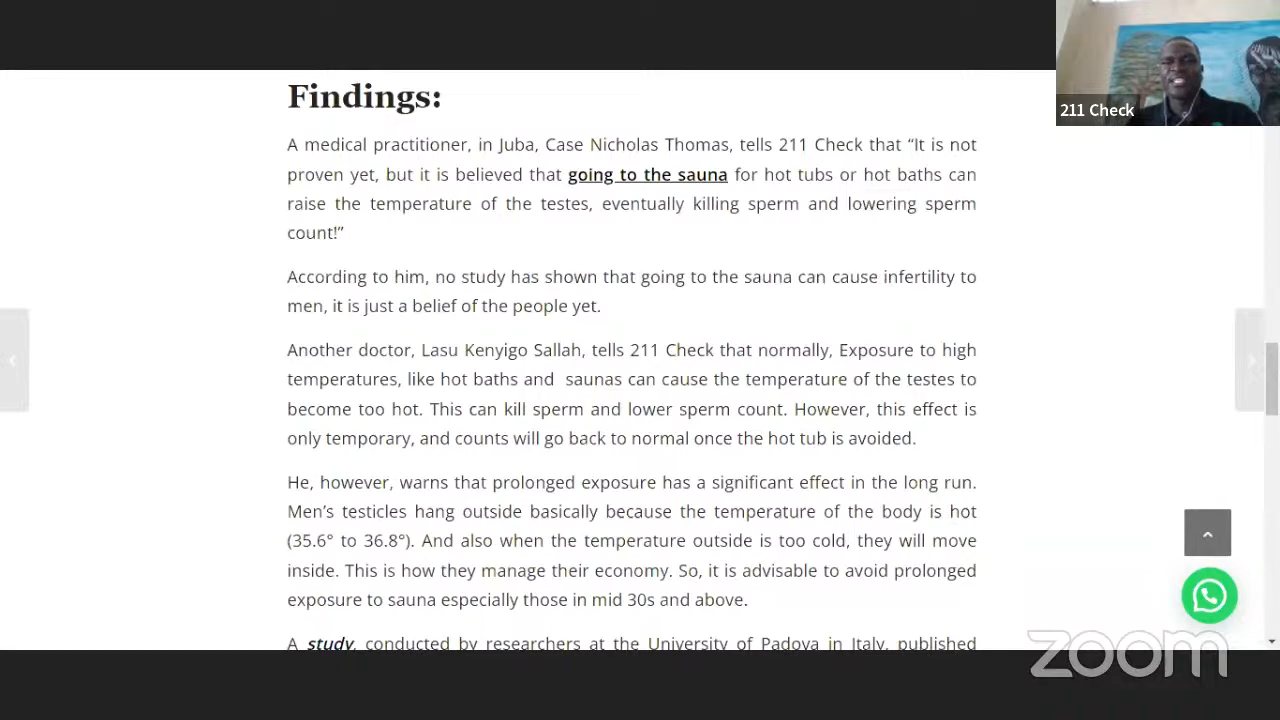 211 Check
Findings:
A medical practitioner, in Juba, Case Nicholas Thomas, tells 211 Check that “It is not
proven yet, but it is believed that going to the sauna for hot tubs or hot baths can
raise the temperature of the testes, eventually killing sperm and lowering sperm
count!”
According to him, no study has shown that going to the sauna can cause infertility to
men, it is just a belief of the people yet.
Another doctor, Lasu Kenyigo Sallah, tells 211 Check that normally, Exposure to high
temperatures, like hot baths and  saunas can cause the temperature of the testes to
become too hot. This can kill sperm and lower sperm count. However, this effect is
only temporary, and counts will go back to normal once the hot tub is avoided.
He, however, warns that prolonged exposure has a significant effect in the long run.
Men’s testicles hang outside basically because the temperature of the body is hot
(35.6° to 36.8°). And also when the temperature outside is too cold, they will move
inside. This is how they manage their economy. So, it is advisable to avoid prolonged
exposure to sauna especially those in mid 30s and above.
A study, conducted by researchers at the University of Padova in Italy, published
zoom